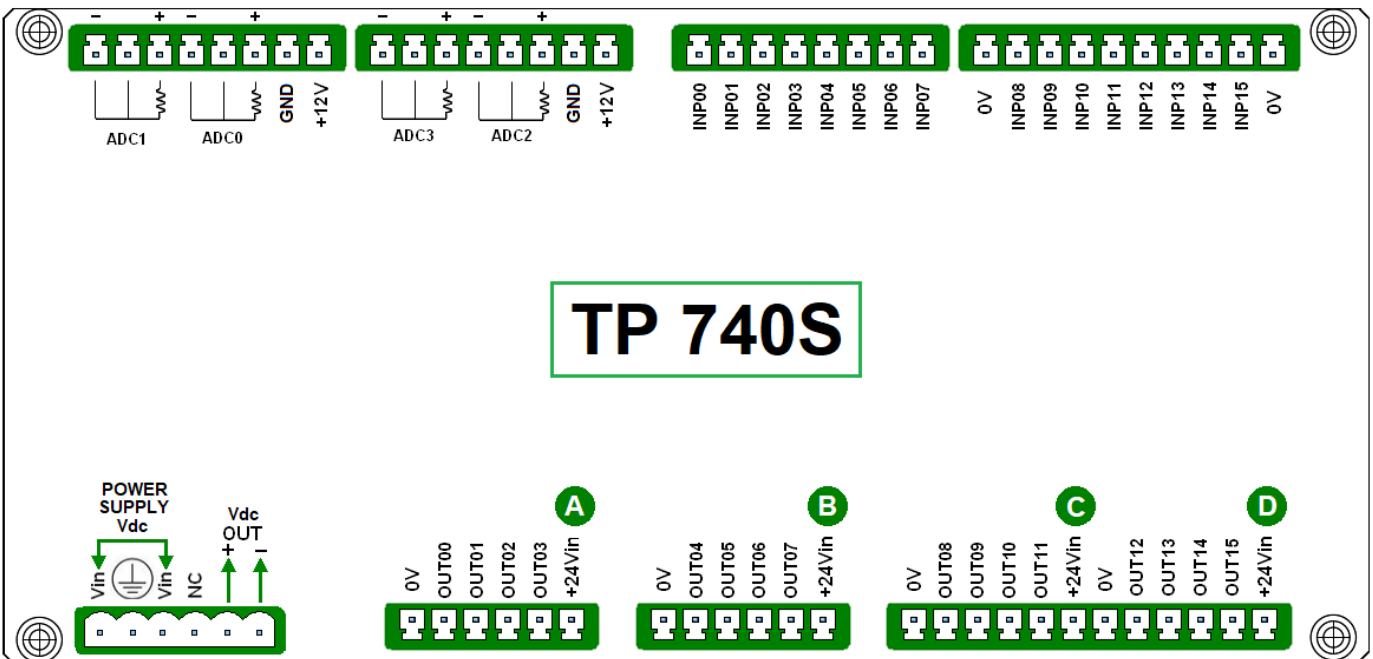 - + - +
- + - +
GND
+12V
ADC1
ADC0
GND
+12V
ADC3
ADC2
INP00
INP01
INP02
INP03
INP04
INP05
INP06
INP07
0V
INP08
INP09
INP10
INP11
INP12
INP13
INP14
INP15
0V
TP 740S
POWER
SUPPLY
Vdc
Vin
Vin
NC
Vdc
OUT
+ -
A
0V
OUT00
OUT01
OUT02
OUT03
+24Vin
B
0V
OUT04
OUT05
OUT06
OUT07
+24Vin
C
0V
OUT08
OUT09
OUT10
OUT11
+24Vin
D
0V
OUT12
OUT13
OUT14
OUT15
+24Vin